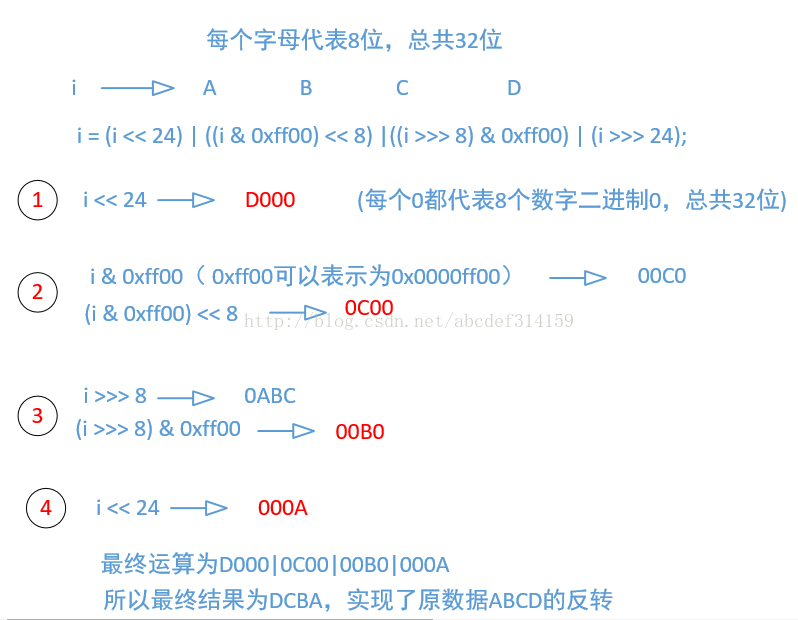 每个字母代表8位，总共32位
i A B C D
i = (i << 24) | ((i & 0xff00) << 8) |((i >>> 8) & 0xff00) | (i >>> 24);
1 i << 24 D000 (每个0都代表8个数字二进制0，总共32位)
i & 0xff00（ 0xff00可以表示为0x0000ff00） 00C0
2
(i & 0xff00) << 8 0C00
http://blog.csdn.net/abcdef314159
i >>> 8 0ABC
3
(i >>> 8) & 0xff00 00B0
4 i << 24 000A
最终运算为D000|0C00|00B0|000A
所以最终结果为DCBA，实现了原数据ABCD的反转